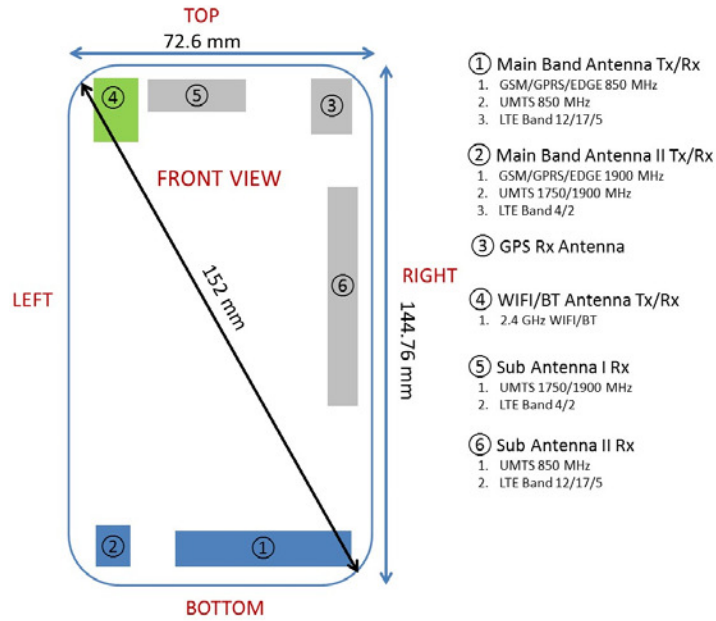 TOP
72.6 mm
④
⑤
③
FRONT VIEW
152 mm
⑥
LEFT
RIGHT
144.76 mm
②
①
BOTTOM
① Main Band Antenna Tx/Rx
1. GSM/GPRS/EDGE 850 MHz
2. UMTS 850 MHz
3. LTE Band 12/17/5
② Main Band Antenna II Tx/Rx
1. GSM/GPRS/EDGE 1900 MHz
2. UMTS 1750/1900 MHz
3. LTE Band 4/2
③ GPS Rx Antenna
④ WIFI/BT Antenna Tx/Rx
1. 2.4 GHz WIFI/BT
⑤ Sub Antenna I Rx
1. UMTS 1750/1900 MHz
2. LTE Band 4/2
⑥ Sub Antenna II Rx
1. UMTS 850 MHz
2. LTE Band 12/17/5